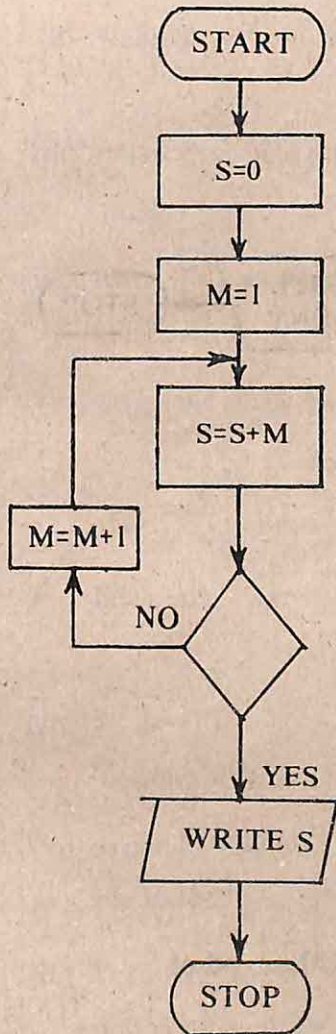 START
S=0
M=1
S=S+M
M=M+1
NO
YES
WRITE S
STOP